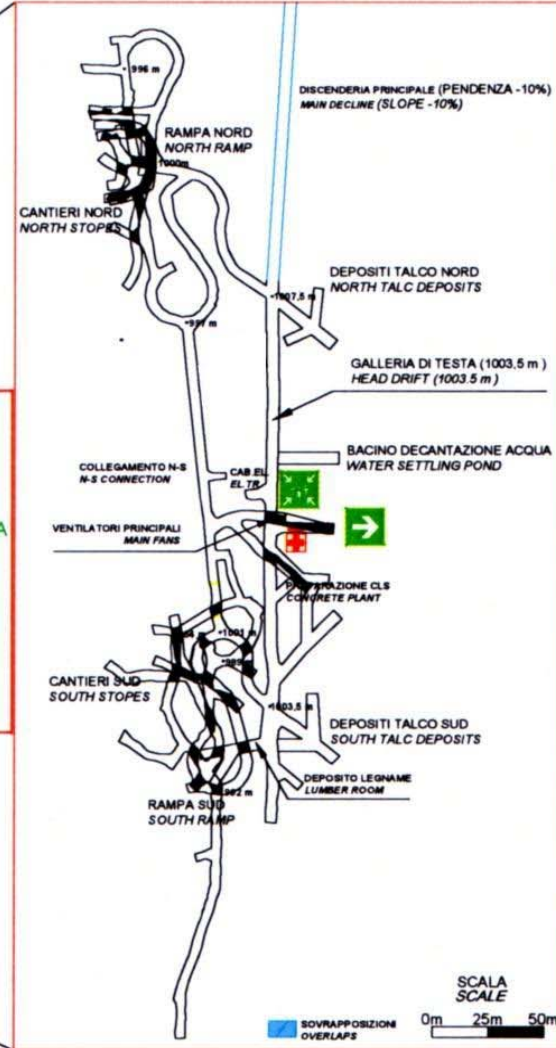 996 m
DISCENDERIA PRINCIPALE (PENDENZA -10%)
MAIN DECLINE (SLOPE -10%)
RAMPA NORD
NORTH RAMP
1000m
CANTIERI NORD
NORTH STOPES
DEPOSITI TALCO NORD
NORTH TALC DEPOSITS
1007,5 m
GALLERIA DI TESTA (1003,5 m)
HEAD DRIFT (1003.5 m)
BACINO DECANTAZIONE ACQUA
WATER SETTLING POND
COLLEGAMENTO N-S
N-S CONNECTION
CAB.EL.
EL.TR.
A
VENTILATORI PRINCIPALI
MAIN FANS
CLS
CONCRETE PLANT
CANTIERI SUD
SOUTH STOPES
1003,5 m
DEPOSITI TALCO SUD
SOUTH TALC DEPOSITS
DEPOSITO LEGNAME
LUMBER ROOM
RAMPA SUD
SOUTH RAMP
SCALA
SCALE
0m 25m 50m
SOVRAPPOSIZIONI
OVERLAPS